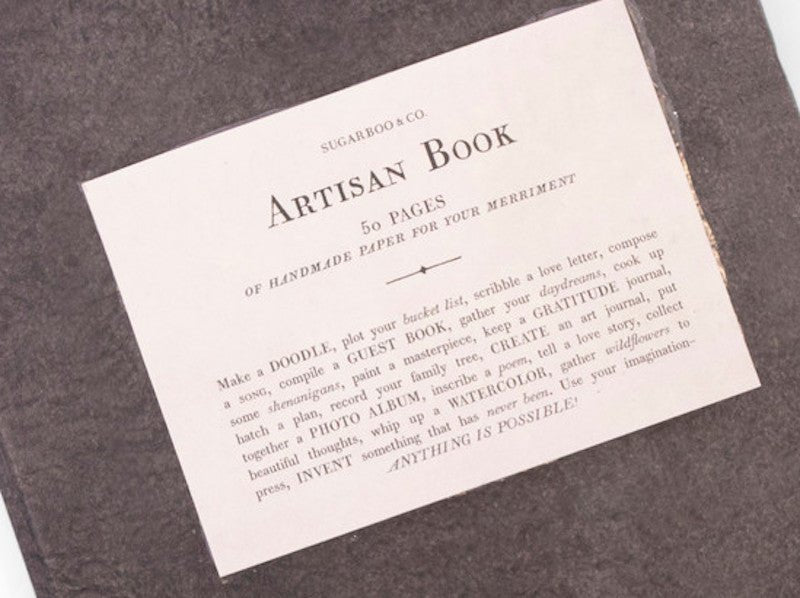 SUGARBOO & CO.
ARTISAN BOOK
50 PAGES
OF HANDMADE PAPER FOR YOUR MERRIMENT
Make a DOODLE, plot your bucket list, scribble a love letter, compose
a SONG, compile a GUEST BOOK, gather your daydreams, cook up
some shenanigans, paint a masterpiece, keep a GRATITUDE journal,
hatch a plan, record your family tree, CREATE an art journal, put
together a PHOTO ALBUM, inscribe a poem, tell a love story, collect
beautiful thoughts, whip up a WATERCOLOR, gather wildflowers to
press, INVENT something that has never been. Use your imagination–
ANYTHING IS POSSIBLE!